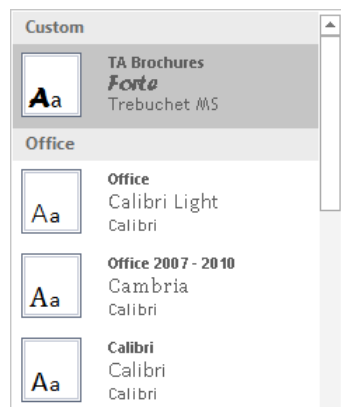 Custom
Aa
TA Brochures
Forte
Trebuchet MS
Office
Aa
Office
Calibri Light
Calibri
Aa
Office 2007 - 2010
Cambria
Calibri
Aa
Calibri
Calibri
Calibri